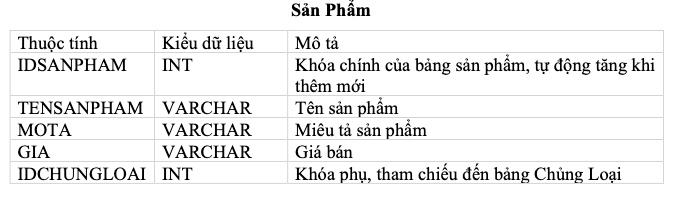 Sản Phẩm
Thuộc tính Kiểu dữ liệu Mô tả
IDSANPHAM INT Khóa chính của bảng sản phẩm, tự động tăng khi
thêm mới
TENSANPHAM VARCHAR Tên sản phẩm
MOTA VARCHAR Miêu tả sản phẩm
GIA VARCHAR Giá bán
IDCHUNGLOAI INT Khóa phụ, tham chiếu đến bảng Chủng Loại